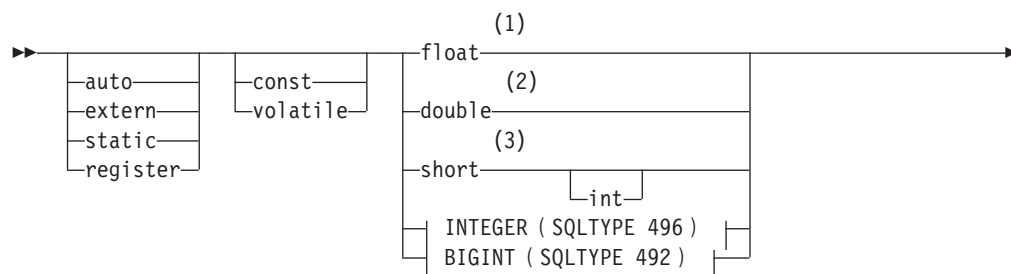 (1)
float
auto const (2)
extern volatile double
static (3)
register short
int
INTEGER ( SQLTYPE 496 )
BIGINT ( SQLTYPE 492 )